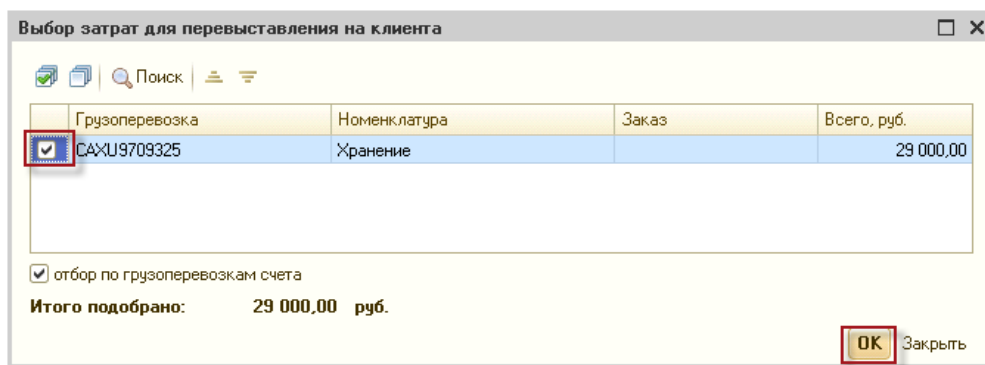 Выбор затрат для перевыставления на клиента
Поиск
Грузоперевозка Номенклатура Заказ Всего, руб.
CAXU9709325 Хранение 29 000,00
отбор по грузоперевозкам счета
Итого подобрано: 29 000,00 руб.
ОК Закрыть